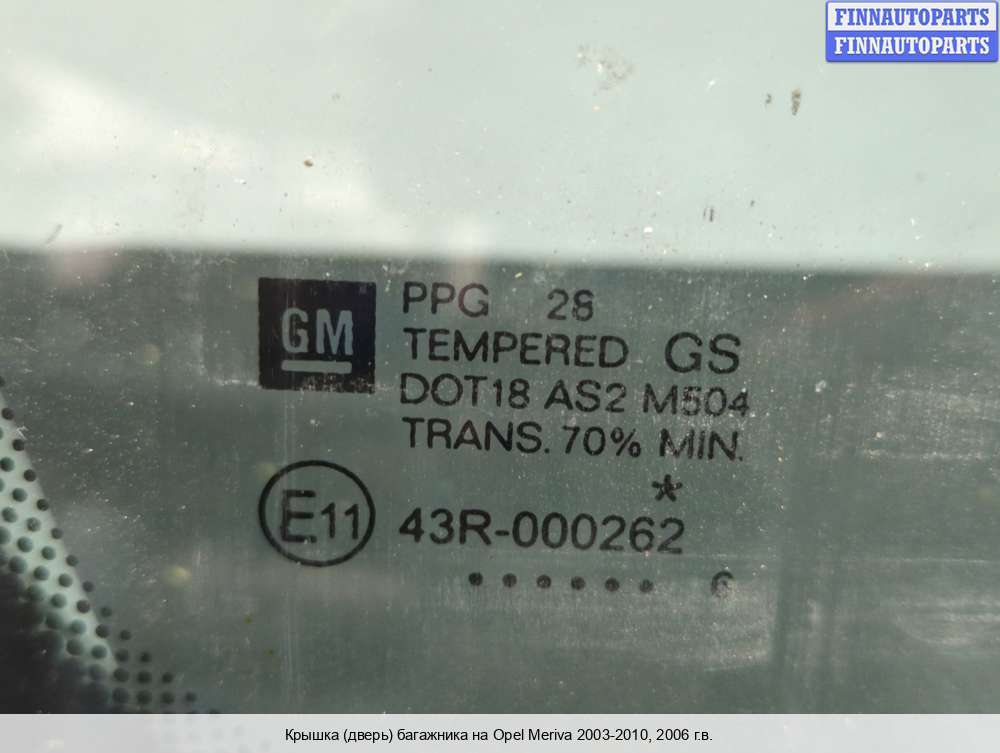 FINNAUTOPARTS
FINNAUTOPARTS
GM
PPG 28
TEMPERED GS
DOT18 AS2 M504
TRANS. 70% MIN.
*
E11 43R-000262
...... 6
Крышка (дверь) багажника на Opel Meriva 2003-2010, 2006 г.в.